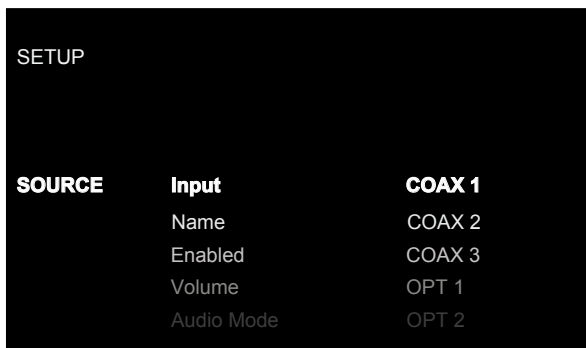 SETUP
SOURCE Input COAX 1
Name COAX 2
Enabled COAX 3
Volume OPT 1
Audio Mode OPT 2